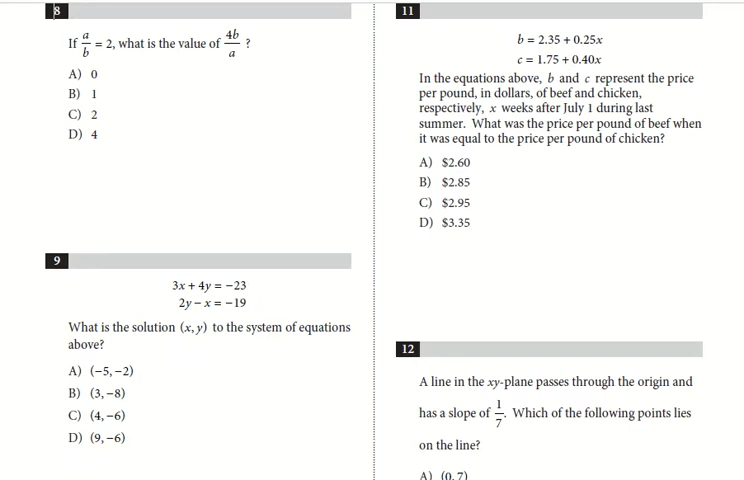 8
If a/b = 2, what is the value of 4b/a ?
A) 0
B) 1
C) 2
D) 4
9
3x + 4y = −23
2y − x = −19
What is the solution (x, y) to the system of equations
above?
A) (−5, −2)
B) (3, −8)
C) (4, −6)
D) (9, −6)
11
b = 2.35 + 0.25x
c = 1.75 + 0.40x
In the equations above, b and c represent the price
per pound, in dollars, of beef and chicken,
respectively, x weeks after July 1 during last
summer. What was the price per pound of beef when
it was equal to the price per pound of chicken?
A) $2.60
B) $2.85
C) $2.95
D) $3.35
12
A line in the xy-plane passes through the origin and
has a slope of 1/7. Which of the following points lies
on the line?
A) (0, 7)